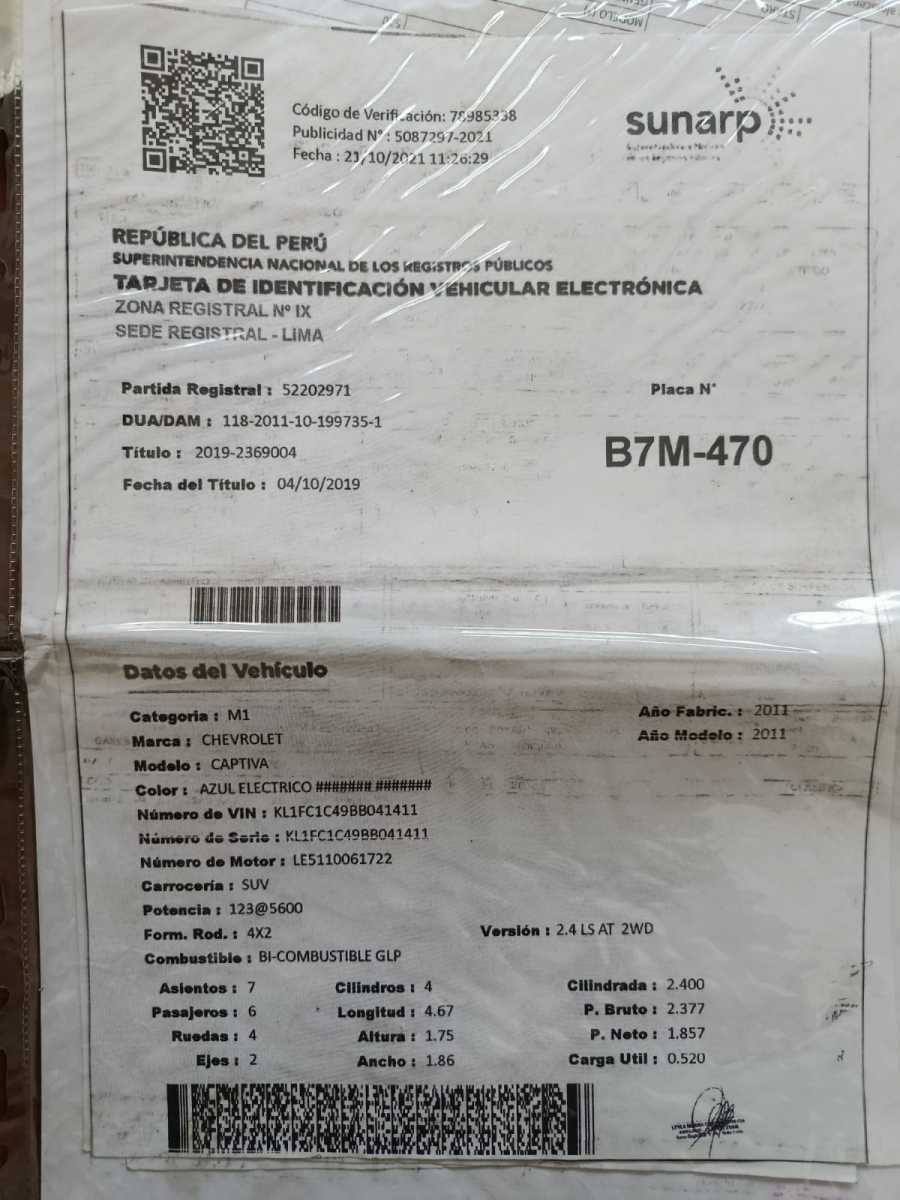 MODELO
Código de Verificación: 78985338
Publicidad N° : 5087297-2021
Fecha : 21/10/2021 11:26:29
sunarp
REPÚBLICA DEL PERÚ
SUPERINTENDENCIA NACIONAL DE LOS REGISTROS PÚBLICOS
TARJETA DE IDENTIFICACIÓN VEHICULAR ELECTRÓNICA
ZONA REGISTRAL Nº IX
SEDE REGISTRAL - LIMA
Partida Registral : 52202971
Placa N°
DUA/DAM : 118-2011-10-199735-1
B7M-470
Título : 2019-2369004
Fecha del Título : 04/10/2019
Datos del Vehículo
Categoria : M1
Año Fabric. : 2011
Marca : CHEVROLET
Año Modelo : 2011
Modelo : CAPTIVA
Color : AZUL ELECTRICO ####### #######
Número de VIN : KL1FC1C49BB041411
Número de Serie : KL1FC1C49BB041411
Número de Motor : LE5110061722
Carrocería : SUV
Potencia : 123@5600
Form. Rod. : 4X2
Versión : 2.4 LS AT 2WD
Combustible : BI-COMBUSTIBLE GLP
Asientos : 7 Cilindros : 4 Cilindrada : 2.400
Pasajeros : 6 Longitud : 4.67 P. Bruto : 2.377
Ruedas : 4 Altura : 1.75 P. Neto : 1.857
Ejes : 2 Ancho : 1.86 Carga Util : 0.520